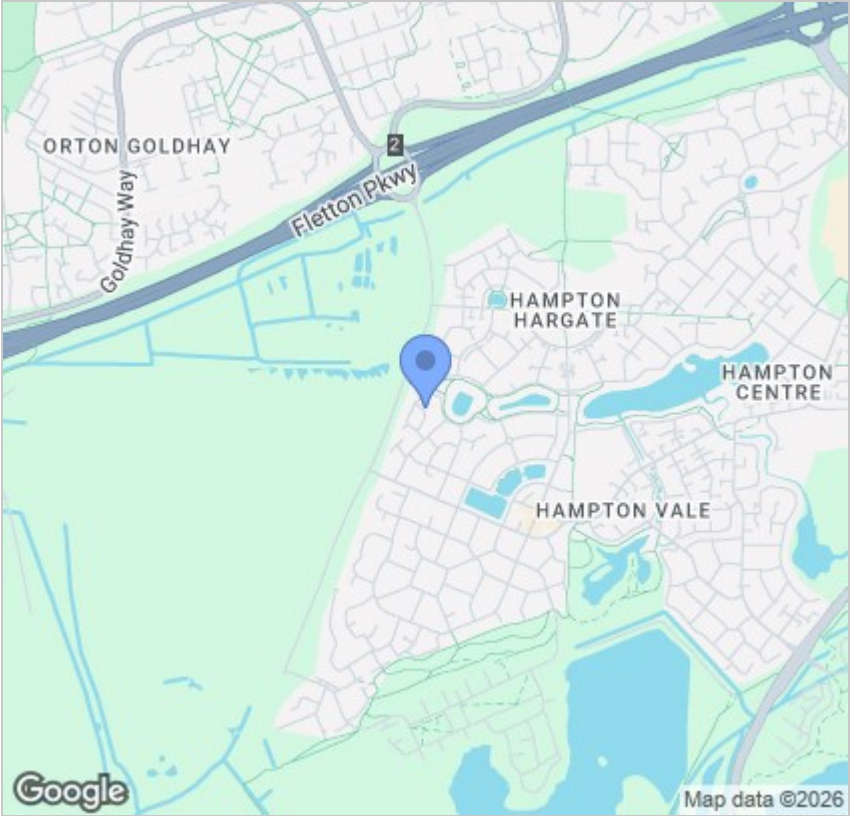 ORTON GOLDHAY
2
Goldhay Way
Fletton Pkwy
HAMPTON
HARGATE
HAMPTON
CENTRE
HAMPTON VALE
Google
Map data ©2026